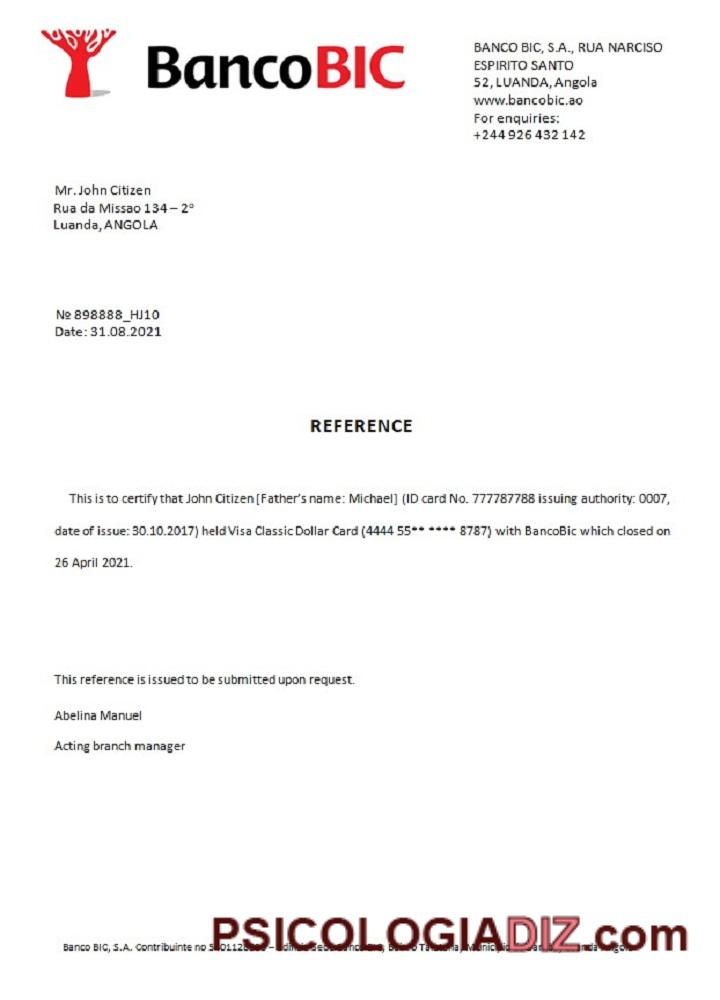 BancoBIC
BANCO BIC, S.A., RUA NARCISO
ESPIRITO SANTO
52, LUANDA, Angola
www.bancobic.ao
For enquiries:
+244 926 432 142
Mr. John Citizen
Rua da Missao 134 – 2º
Luanda, ANGOLA
№ 898888_HJ10
Date: 31.08.2021
REFERENCE
This is to certify that John Citizen [Father's name: Michael] (ID card No. 777787788 issuing authority: 0007,
date of issue: 30.10.2017) held Visa Classic Dollar Card (4444 55** **** 8787) with BancoBic which closed on
26 April 2021.
This reference is issued to be submitted upon request.
Abelina Manuel
Acting branch manager
PSICOLOGIADIZ.com
Banco BIC, S.A. Contribuinte no